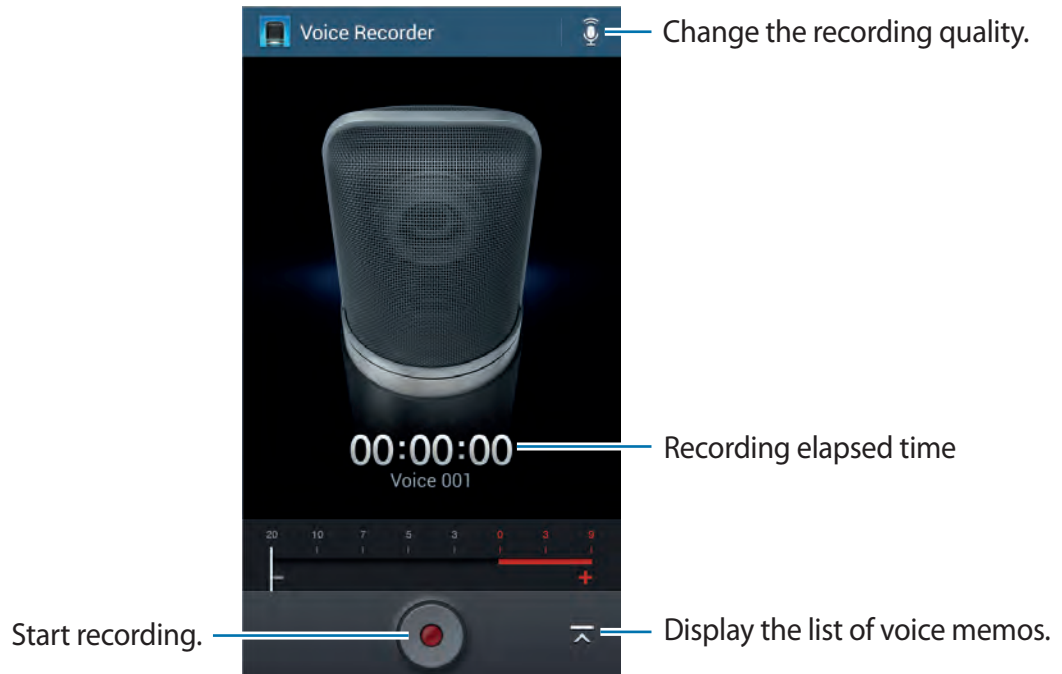 Voice Recorder
Change the recording quality.
00:00:00
Recording elapsed time
Voice 001
20 10 7 5 3 0 3 9
− +
Start recording.
Display the list of voice memos.